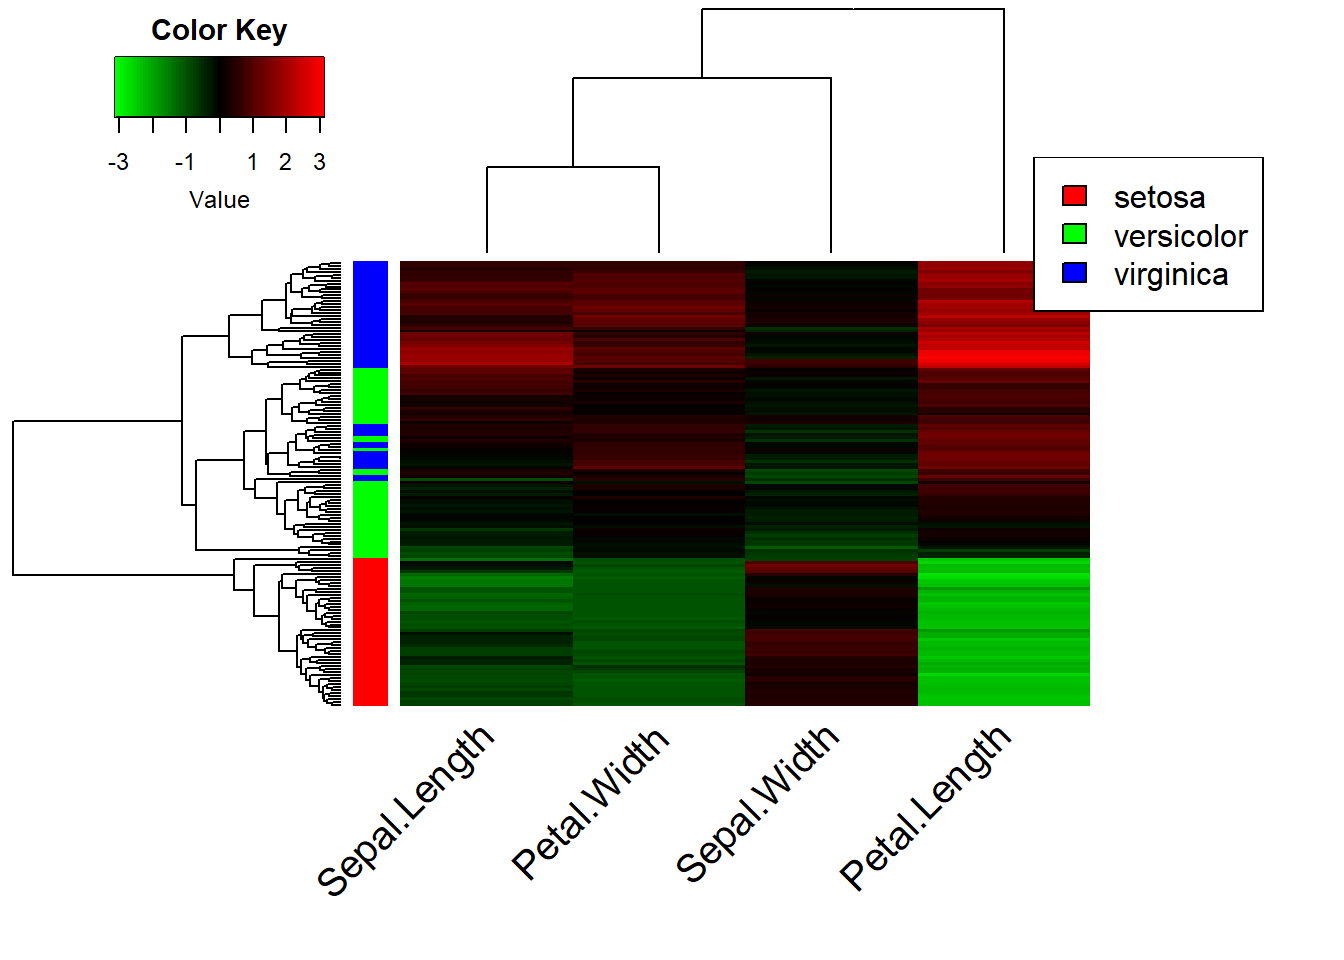 Color Key
-3 -1 1 2 3
Value
setosa
versicolor
virginica
Sepal.Length
Petal.Width
Sepal.Width
Petal.Length